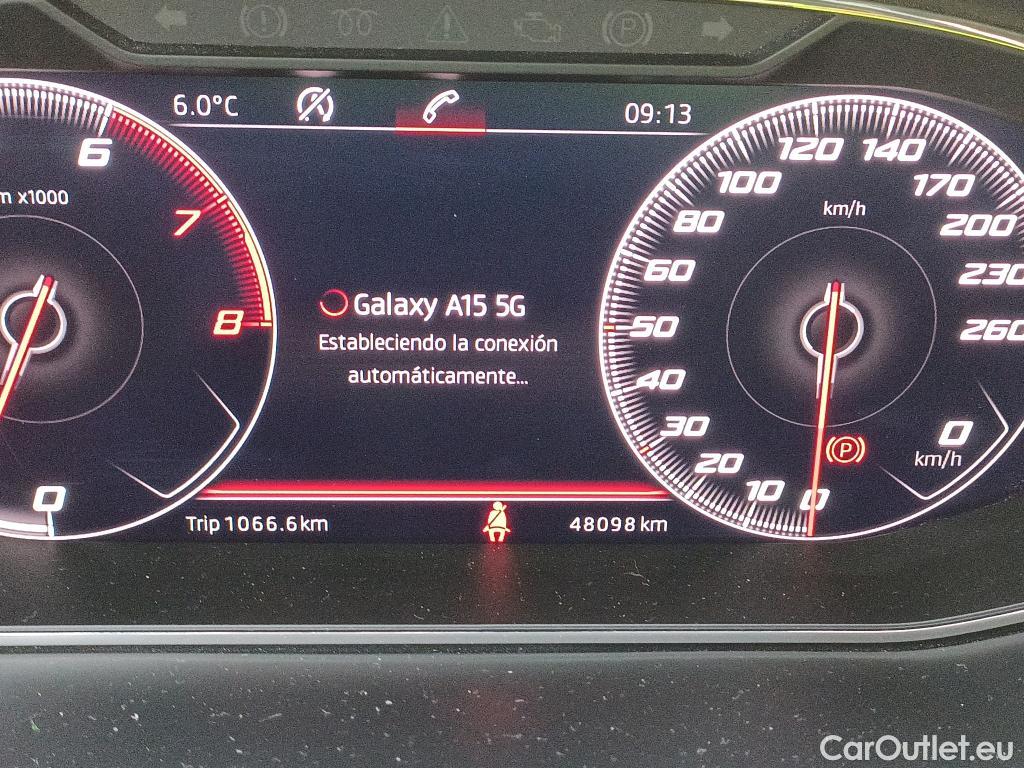 6.0°C
09:13
m x1000
6
7
8
0
Galaxy A15 5G
Estableciendo la conexión
automáticamente...
km/h
0
10
20
30
40
50
60
80
100
120
140
170
200
230
260
P
0
km/h
Trip 1066.6 km
48098 km
CarOutlet.eu